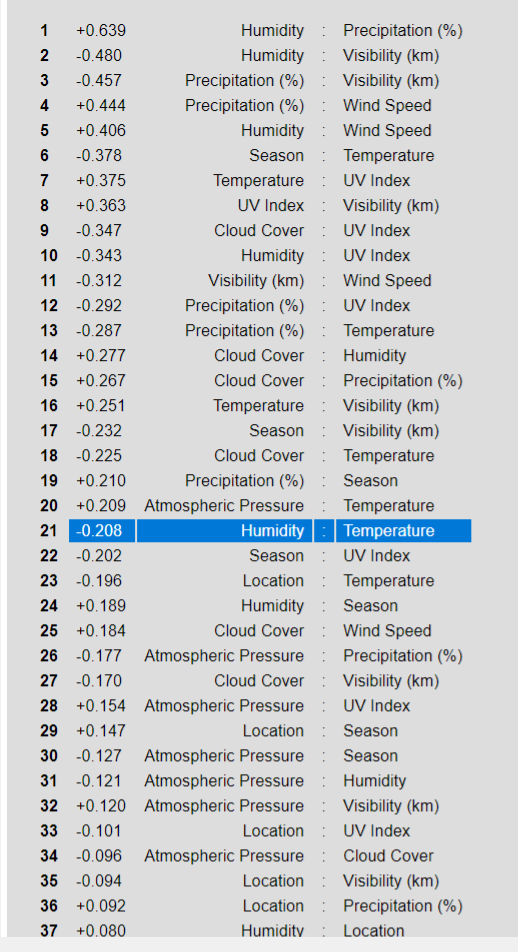 1 +0.639 Humidity : Precipitation (%)
2 -0.480 Humidity : Visibility (km)
3 -0.457 Precipitation (%) : Visibility (km)
4 +0.444 Precipitation (%) : Wind Speed
5 +0.406 Humidity : Wind Speed
6 -0.378 Season : Temperature
7 +0.375 Temperature : UV Index
8 +0.363 UV Index : Visibility (km)
9 -0.347 Cloud Cover : UV Index
10 -0.343 Humidity : UV Index
11 -0.312 Visibility (km) : Wind Speed
12 -0.292 Precipitation (%) : UV Index
13 -0.287 Precipitation (%) : Temperature
14 +0.277 Cloud Cover : Humidity
15 +0.267 Cloud Cover : Precipitation (%)
16 +0.251 Temperature : Visibility (km)
17 -0.232 Season : Visibility (km)
18 -0.225 Cloud Cover : Temperature
19 +0.210 Precipitation (%) : Season
20 +0.209 Atmospheric Pressure : Temperature
21 -0.208 Humidity : Temperature
22 -0.202 Season : UV Index
23 -0.196 Location : Temperature
24 +0.189 Humidity : Season
25 +0.184 Cloud Cover : Wind Speed
26 -0.177 Atmospheric Pressure : Precipitation (%)
27 -0.170 Cloud Cover : Visibility (km)
28 +0.154 Atmospheric Pressure : UV Index
29 +0.147 Location : Season
30 -0.127 Atmospheric Pressure : Season
31 -0.121 Atmospheric Pressure : Humidity
32 +0.120 Atmospheric Pressure : Visibility (km)
33 -0.101 Location : UV Index
34 -0.096 Atmospheric Pressure : Cloud Cover
35 -0.094 Location : Visibility (km)
36 +0.092 Location : Precipitation (%)
37 +0.080 Humidity : Location